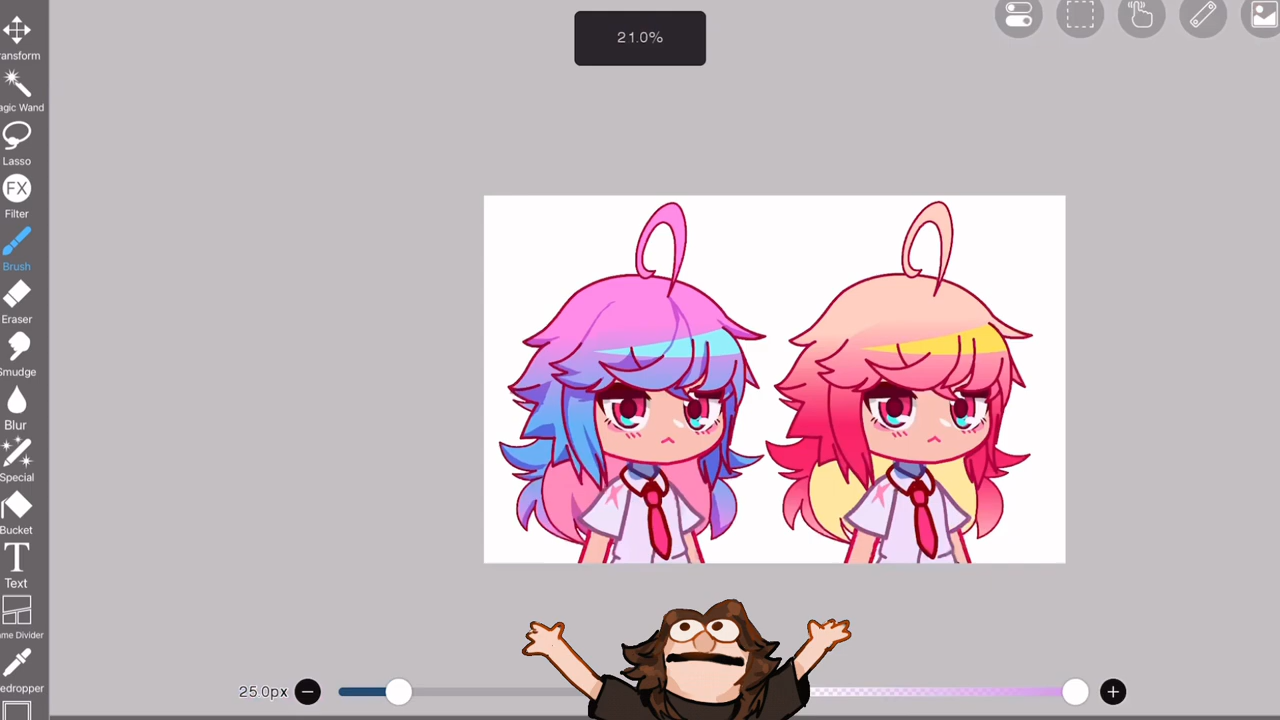 21.0%
ransform
agic Wand
Lasso
FX
Filter
Brush
Eraser
Smudge
Blur
Special
Bucket
T
Text
me Divider
edropper
25.0px